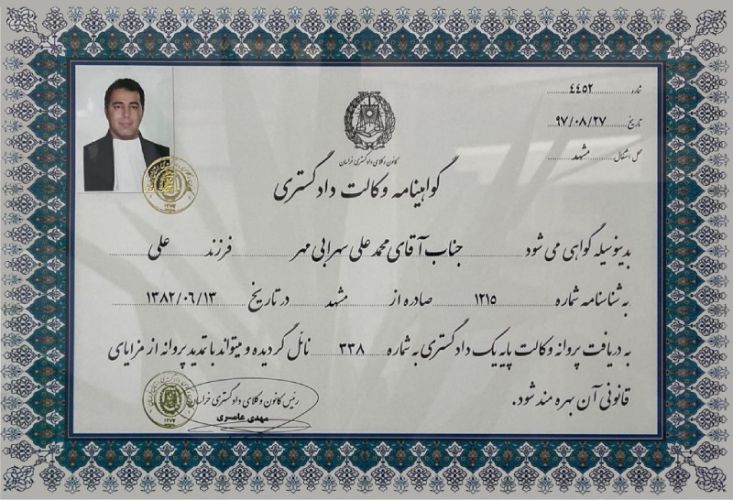 شماره ۴۴۵۲
تاریخ ۹۷/۰۸/۲۷
محل اشتغال مشهد
کانون وکلای دادگستری خراسان
گواهینامه وکالت دادگستری
بدینوسیله گواهی می شود جناب آقای محمد علی سهرابی مهر فرزند علی
به شناسنامه شماره ۱۲۱۵ صادره از مشهد در تاریخ ۱۳۸۲/۰۶/۱۳
به دریافت پروانه وکالت پایه یک دادگستری به شماره ۳۳۸ نائل گردیده و میتواند با تمدید پروانه از مزایای
قانونی آن بهره مند شود.
رئیس کانون وکلای دادگستری خراسان
مهدی عاصری